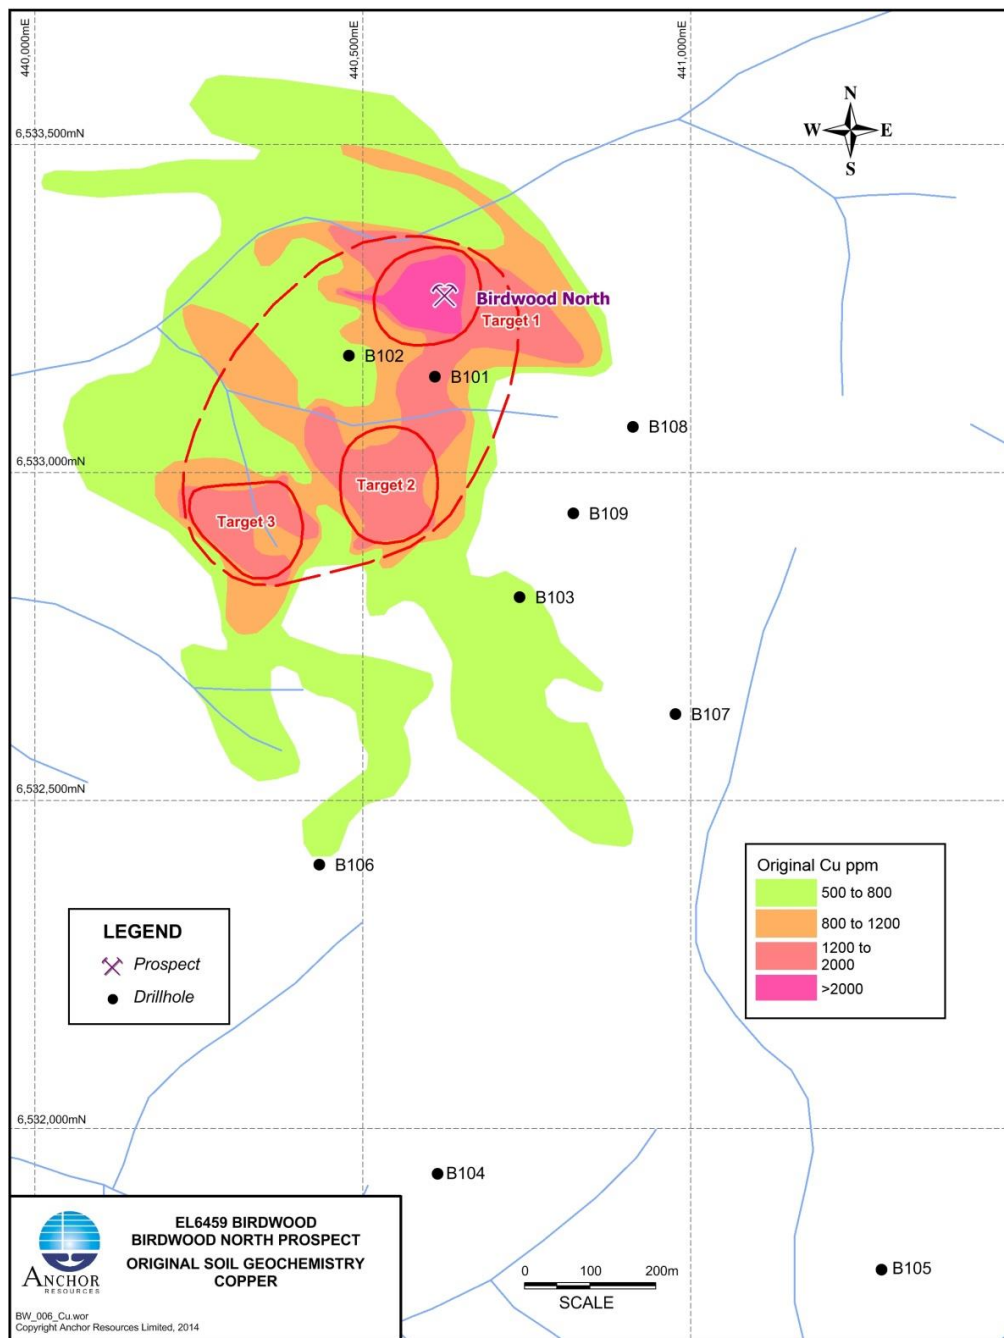 440,000mE
440,500mE
441,000mE
6,533,500mN
N
W E
S
Birdwood North
Target 1
B102
B101
B108
6,533,000mN
Target 2
B109
Target 3
B103
B107
6,532,500mN
B106
Original Cu ppm
500 to 800
800 to 1200
1200 to
2000
>2000
LEGEND
Prospect
Drillhole
6,532,000mN
B104
B105
EL6459 BIRDWOOD
BIRDWOOD NORTH PROSPECT
ORIGINAL SOIL GEOCHEMISTRY
COPPER
ANCHOR
RESOURCES
0 100 200m
SCALE
BW_006_Cu.wor
Copyright Anchor Resources Limited, 2014